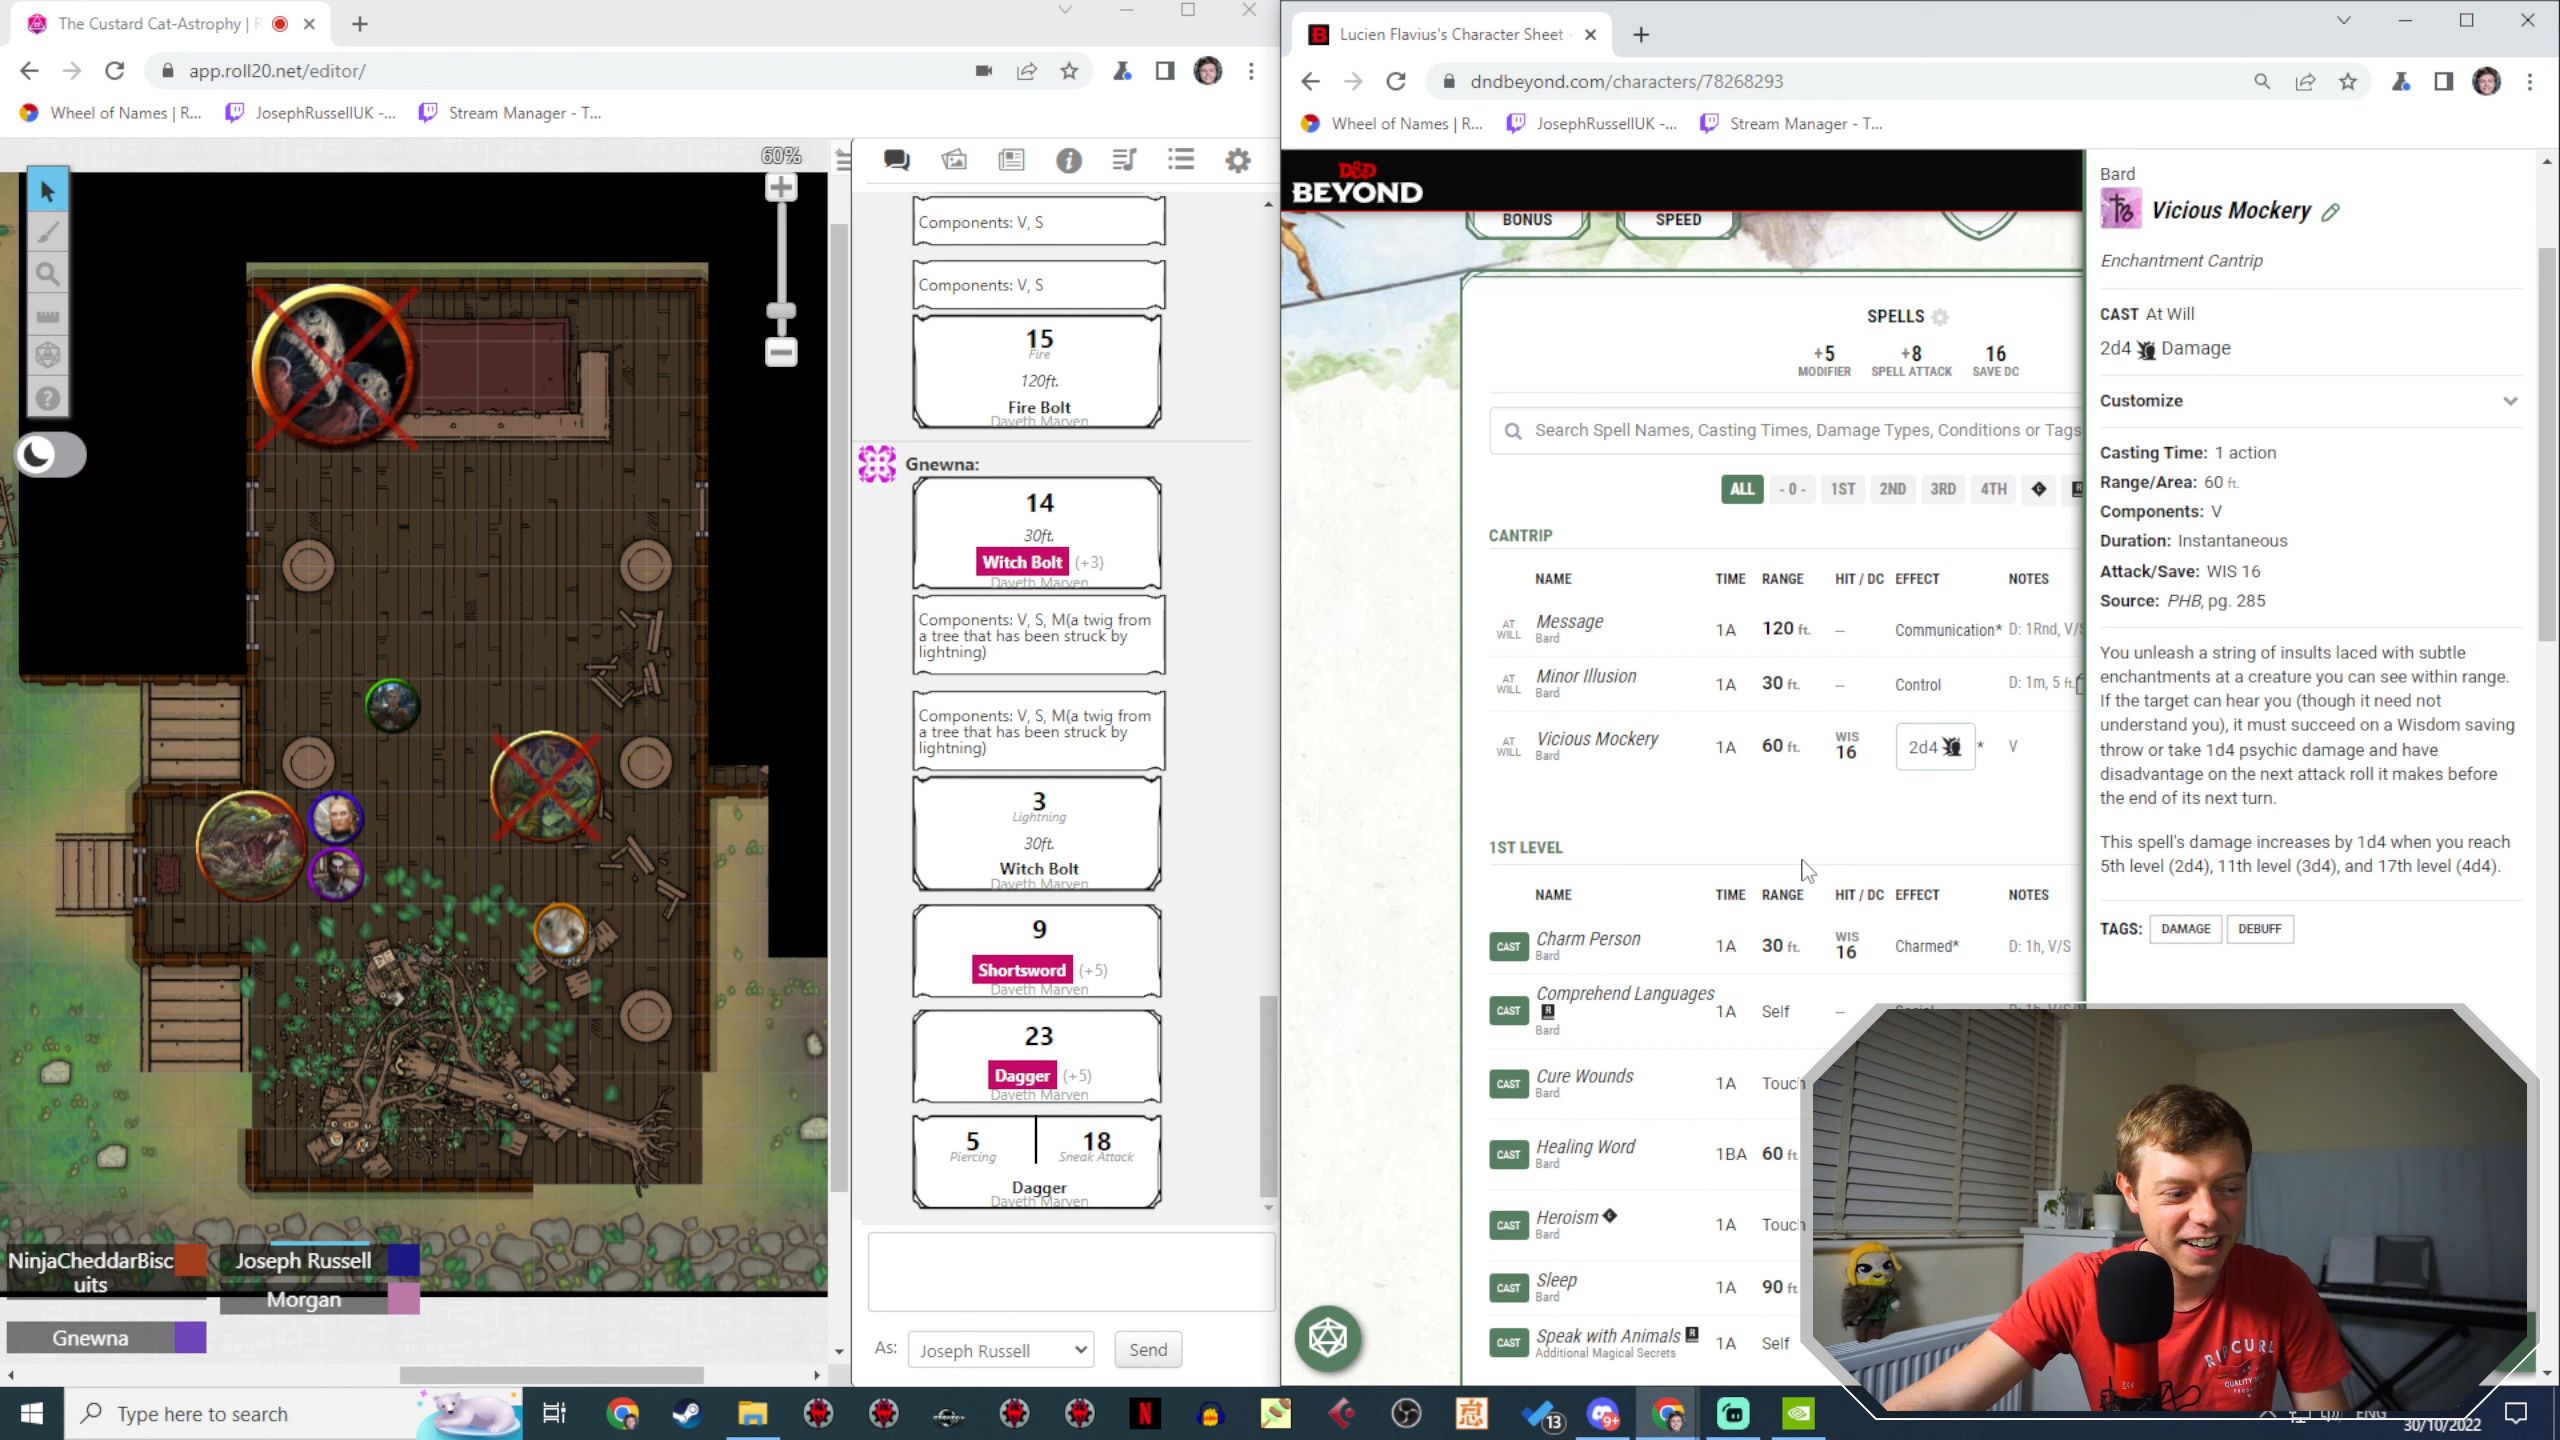 The Custard Cat-Astrophy | R
app.roll20.net/editor/
Wheel of Names | R...
JosephRussellUK -...
Stream Manager - T...
60%
Components: V, S
Components: V, S
15
Fire
120ft.
Fire Bolt
Daveth Marven
Gnewna:
14
30ft.
Witch Bolt (+3)
Daveth Marven
Components: V, S, M(a twig from
a tree that has been struck by
lightning)
Components: V, S, M(a twig from
a tree that has been struck by
lightning)
3
Lightning
30ft.
Witch Bolt
Daveth Marven
9
Shortsword (+5)
Daveth Marven
23
Dagger (+5)
Daveth Marven
5
Piercing
18
Sneak Attack
Dagger
Daveth Marven
As:
Joseph Russell
Send
NinjaCheddarBisc
uits
Joseph Russell
Morgan
Gnewna
Lucien Flavius's Character Sheet -
dndbeyond.com/characters/78268293
Wheel of Names | R...
JosephRussellUK -...
Stream Manager - T...
D&D
BEYOND
BONUS
SPEED
SPELLS
+5
MODIFIER
+8
SPELL ATTACK
16
SAVE DC
Search Spell Names, Casting Times, Damage Types, Conditions or Tags
ALL
- 0 -
1ST
2ND
3RD
4TH
CANTRIP
NAME TIME RANGE HIT / DC EFFECT NOTES
AT WILL Message Bard 1A 120 ft. -- Communication* D: 1Rnd, V/S
AT WILL Minor Illusion Bard 1A 30 ft. -- Control D: 1m, 5 ft.
AT WILL Vicious Mockery Bard 1A 60 ft. WIS 16 2d4 * V
1ST LEVEL
NAME TIME RANGE HIT / DC EFFECT NOTES
CAST Charm Person Bard 1A 30 ft. WIS 16 Charmed* D: 1h, V/S
CAST Comprehend Languages Bard 1A Self --
CAST Cure Wounds Bard 1A Touch
CAST Healing Word Bard 1BA 60 ft.
CAST Heroism Bard 1A Touch
CAST Sleep Bard 1A 90 ft.
CAST Speak with Animals Additional Magical Secrets 1A Self
Bard
Vicious Mockery
Enchantment Cantrip
CAST At Will
2d4 Damage
Customize
Casting Time: 1 action
Range/Area: 60 ft.
Components: V
Duration: Instantaneous
Attack/Save: WIS 16
Source: PHB, pg. 285
You unleash a string of insults laced with subtle
enchantments at a creature you can see within range.
If the target can hear you (though it need not
understand you), it must succeed on a Wisdom saving
throw or take 1d4 psychic damage and have
disadvantage on the next attack roll it makes before
the end of its next turn.
This spell's damage increases by 1d4 when you reach
5th level (2d4), 11th level (3d4), and 17th level (4d4).
TAGS:
DAMAGE
DEBUFF
RIP CURL
Type here to search
13
9+
ENG
30/10/2022